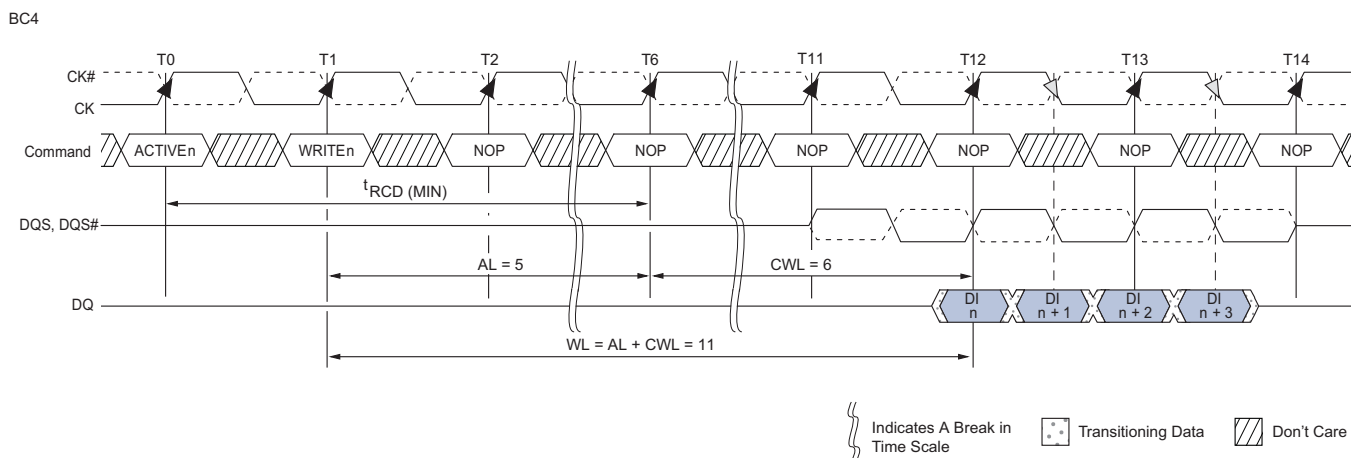 BC4
T0 T1 T2 T6 T11 T12 T13 T14
CK#
CK
Command ACTIVEn WRITEn NOP NOP NOP NOP NOP NOP
tRCD (MIN)
DQS, DQS#
AL = 5 CWL = 6
DQ DI n DI n + 1 DI n + 2 DI n + 3
WL = AL + CWL = 11
Indicates A Break in
Time Scale
Transitioning Data
Don't Care